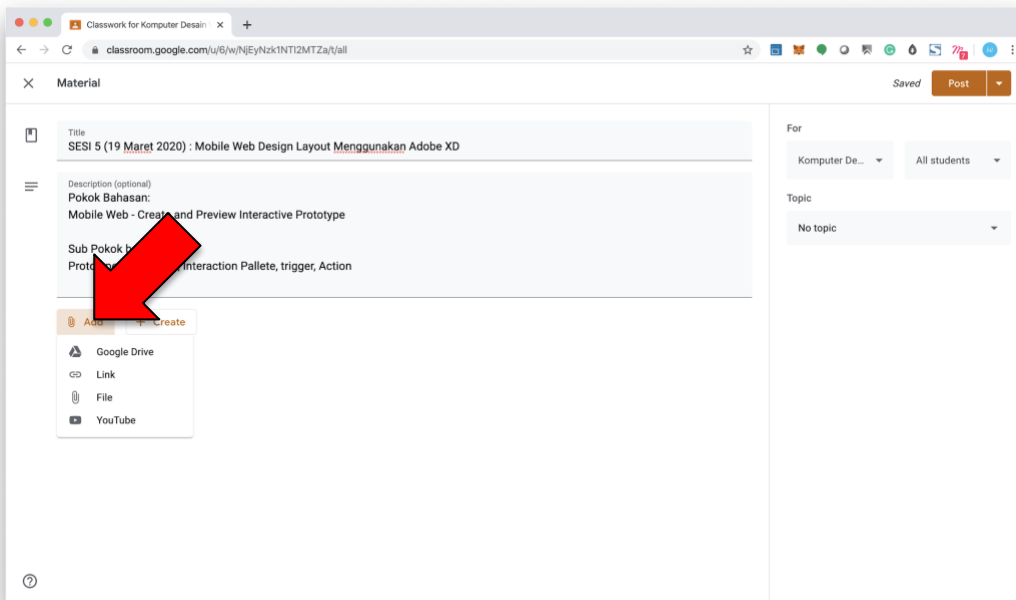 Classwork for Komputer Desain
classroom.google.com/u/6/w/NjEyNzk1NTI2MTZa/t/all
Material
Saved
Post
Title
SESI 5 (19 Maret 2020) : Mobile Web Design Layout Menggunakan Adobe XD
Description (optional)
Pokok Bahasan:
Mobile Web - Create and Preview Interactive Prototype
Sub Pokok
Interaction Pallete, trigger, Action
Add
Create
Google Drive
Link
File
YouTube
For
Komputer De...
All students
Topic
No topic